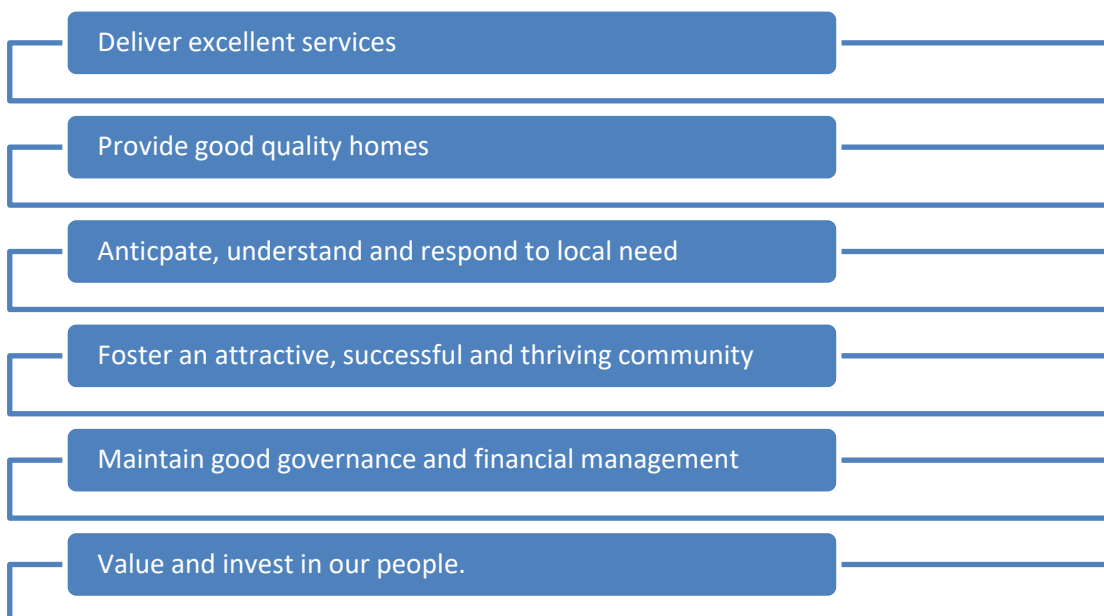 Deliver excellent services
Provide good quality homes
Anticpate, understand and respond to local need
Foster an attractive, successful and thriving community
Maintain good governance and financial management
Value and invest in our people.